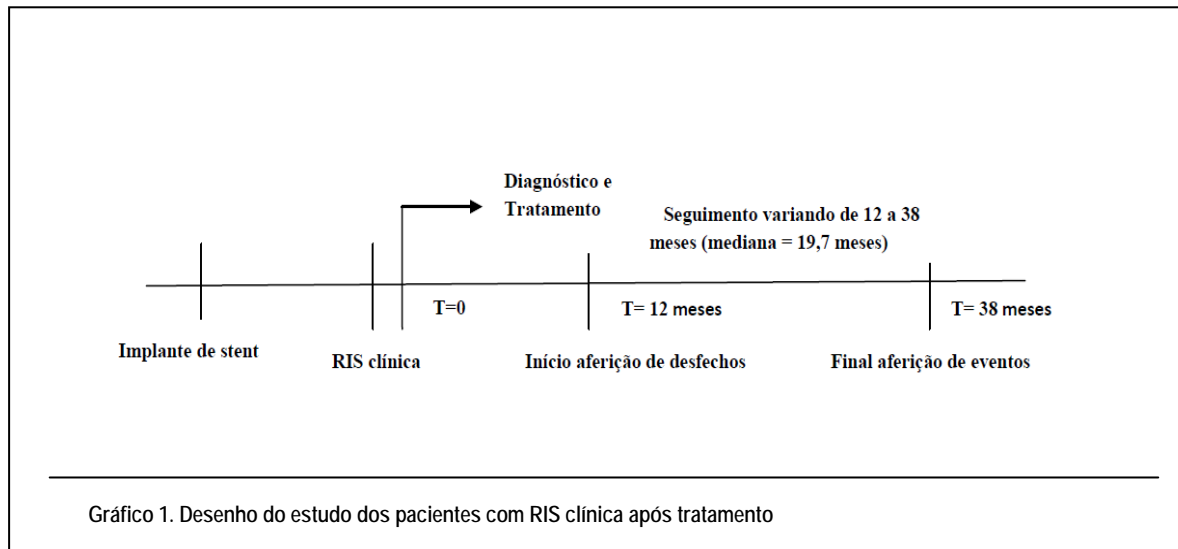 Diagnóstico e
Tratamento
Seguimento variando de 12 a 38
meses (mediana = 19,7 meses)
T=0
T= 12 meses
T= 38 meses
Implante de stent
RIS clínica
Início aferição de desfechos
Final aferição de eventos
Gráfico 1. Desenho do estudo dos pacientes com RIS clínica após tratamento